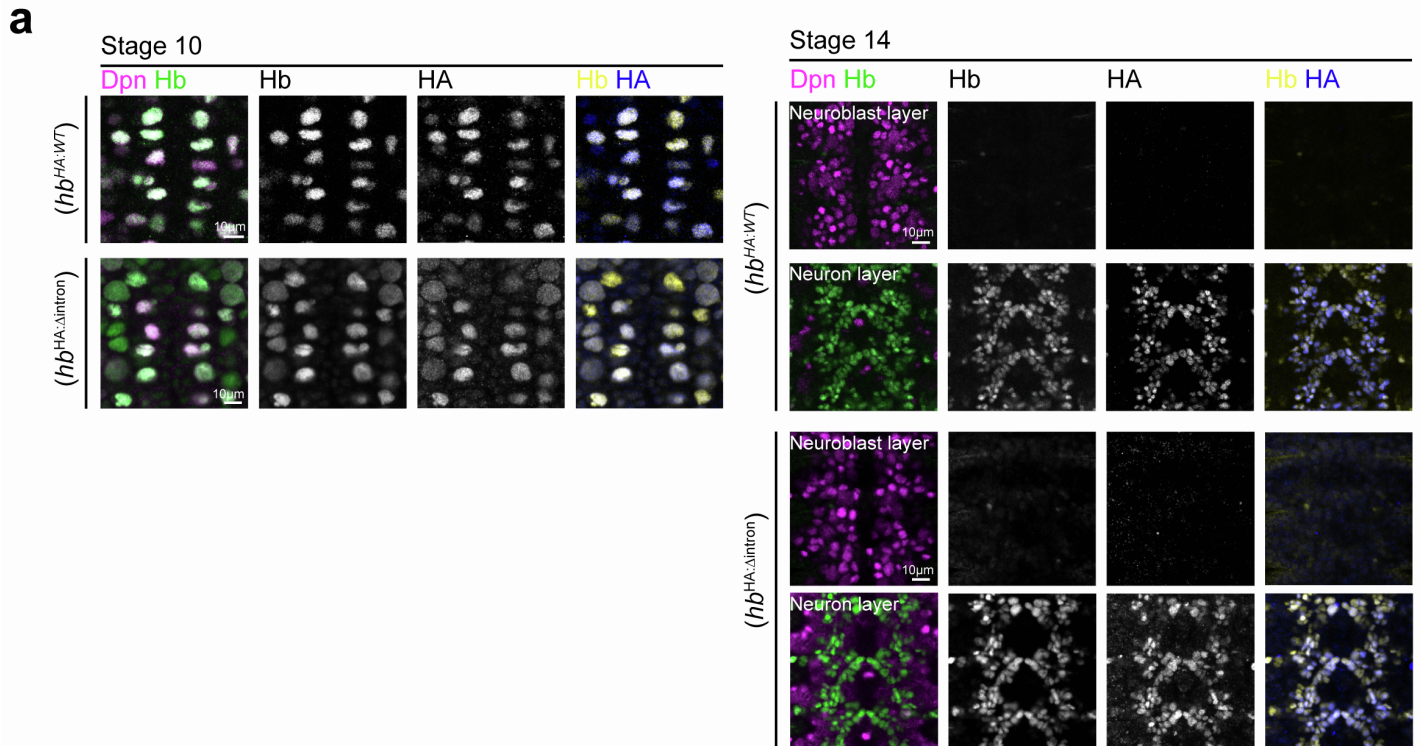 a
Stage 10
Dpn Hb Hb HA Hb HA
(hbHA:WT)
10µm
(hbHA:Δintron)
10µm
Stage 14
Dpn Hb Hb HA Hb HA
(hbHA:WT)
Neuroblast layer
10µm
Neuron layer
(hbHA:Δintron)
Neuroblast layer
10µm
Neuron layer